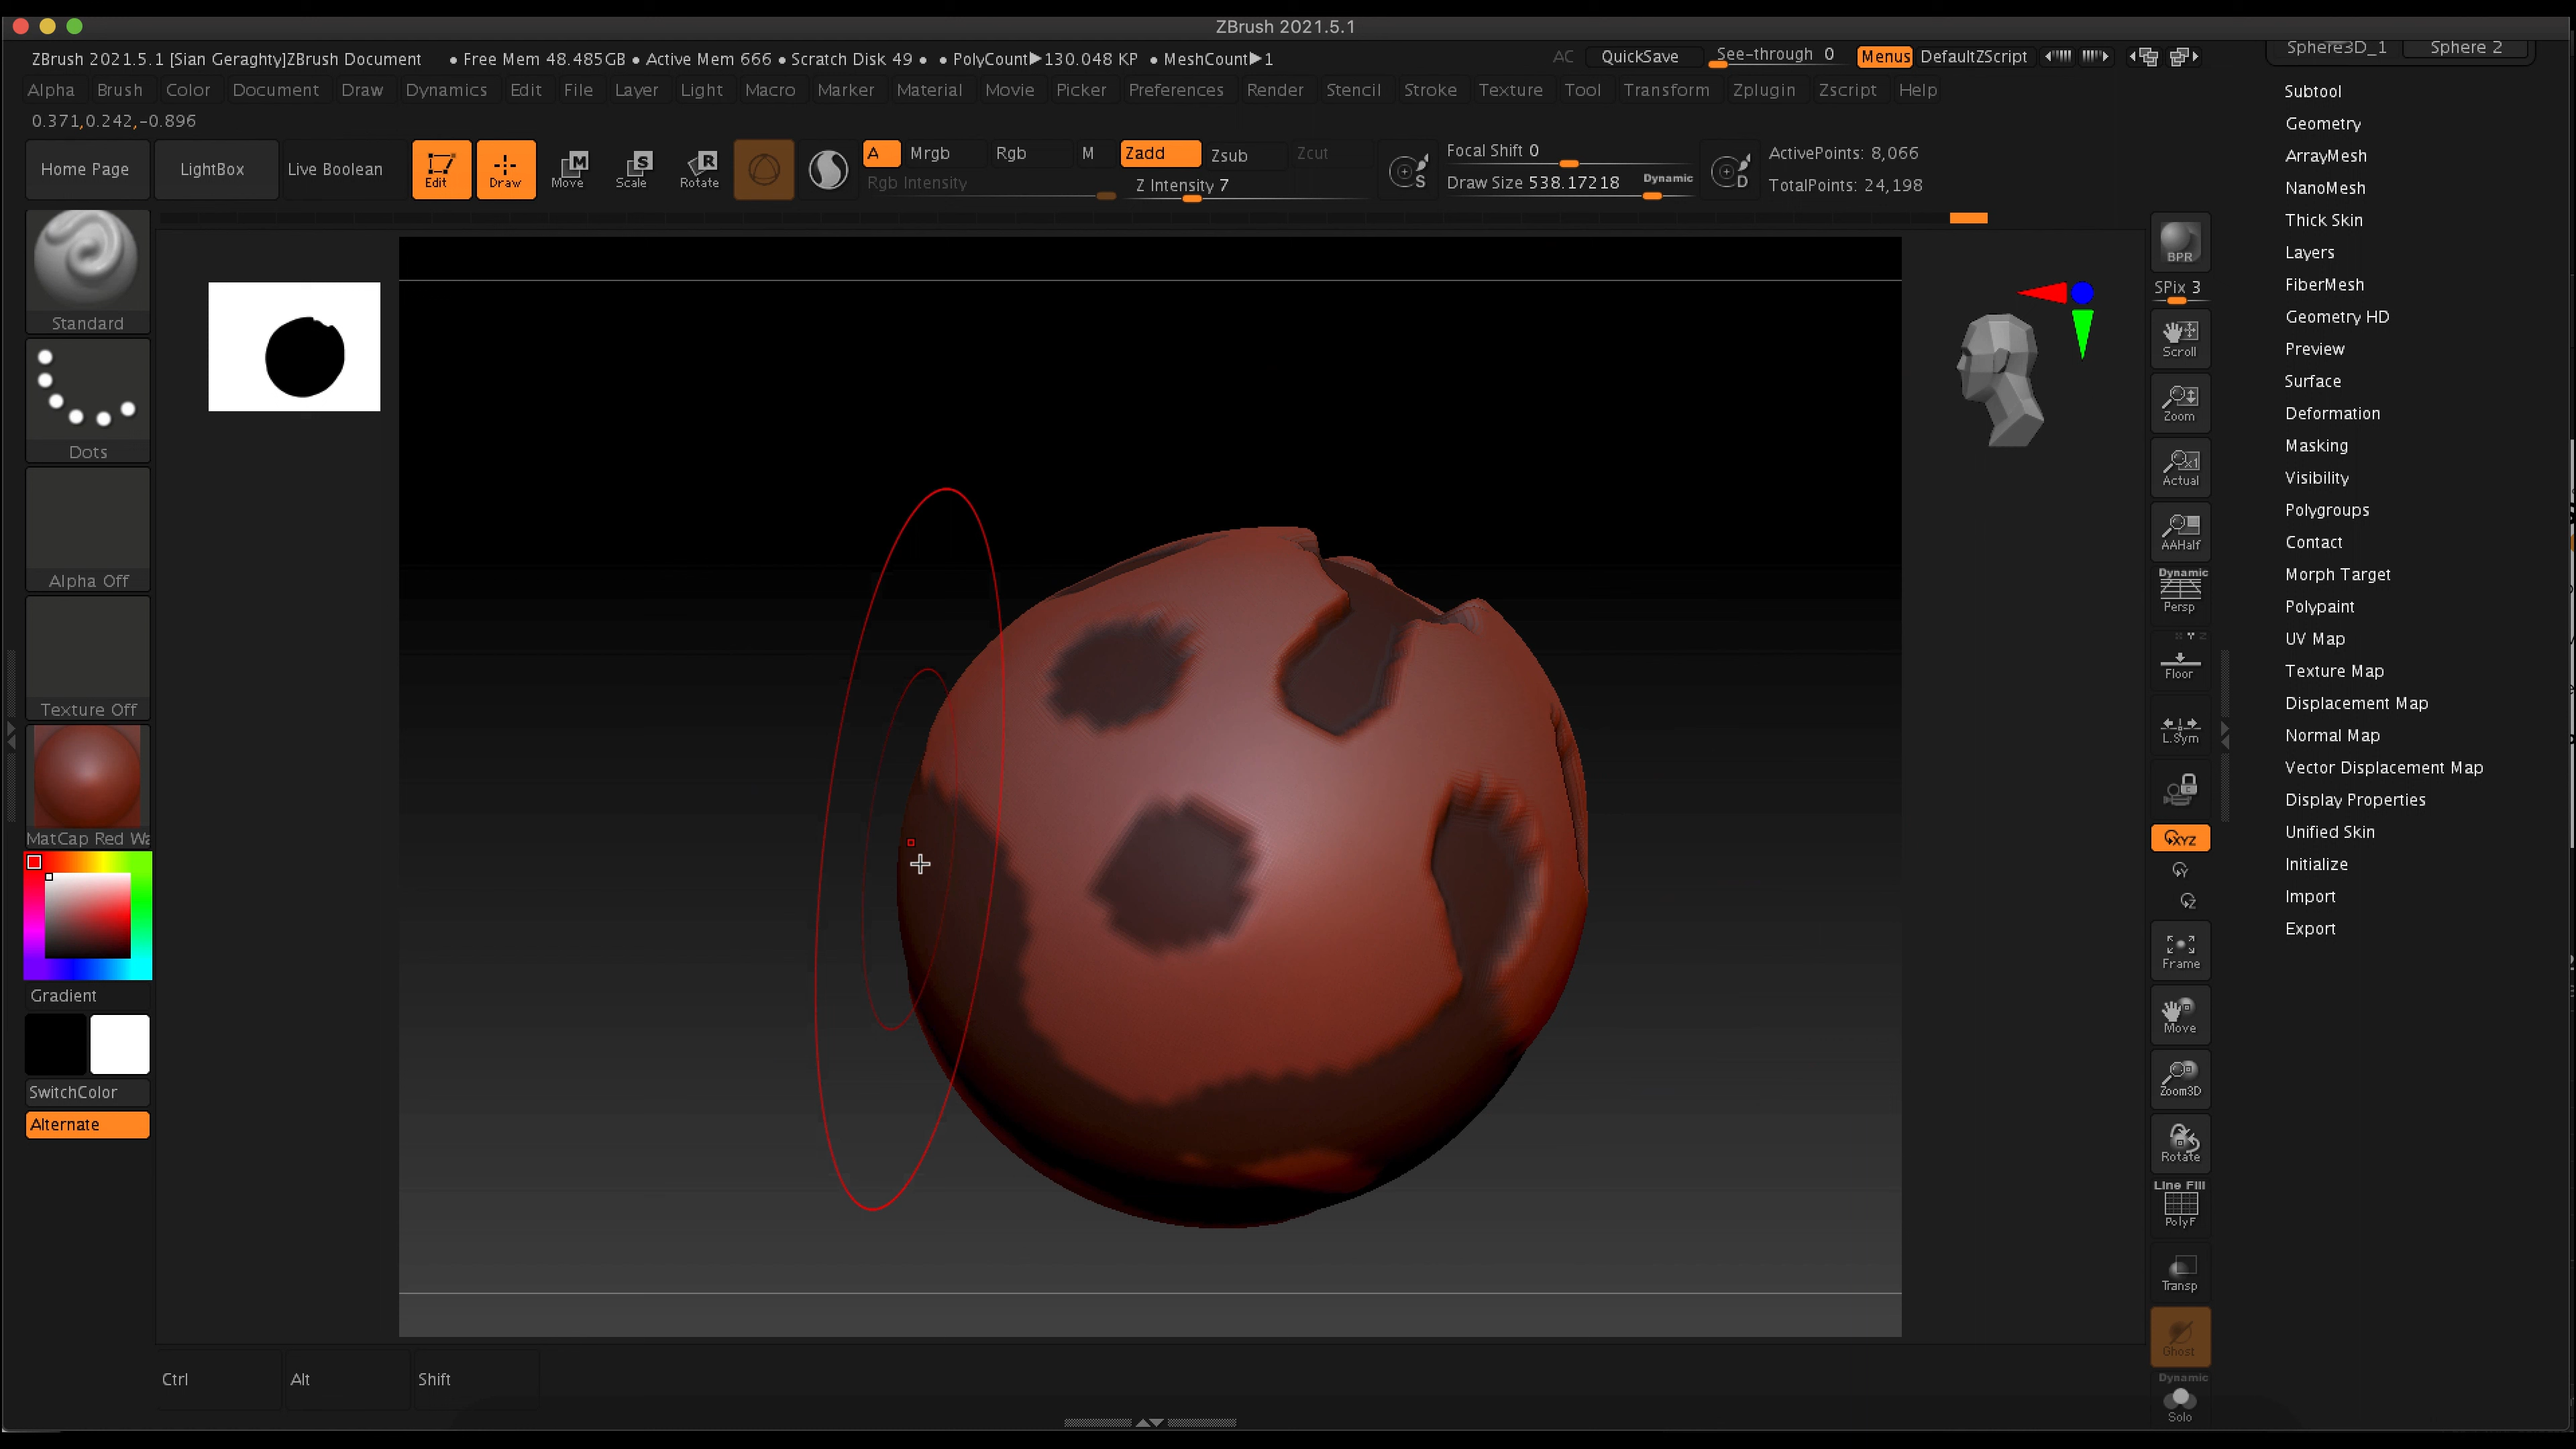 ZBrush 2021.5.1
ZBrush 2021.5.1 [Sian Geraghty]ZBrush Document • Free Mem 48.485GB • Active Mem 666 • Scratch Disk 49 • • PolyCount▶130.048 KP • MeshCount▶1
AC QuickSave See-through 0 Menus DefaultZScript
Sphere3D_1 Sphere 2
Alpha Brush Color Document Draw Dynamics Edit File Layer Light Macro Marker Material Movie Picker Preferences Render Stencil Stroke Texture Tool Transform Zplugin Zscript Help
0.371,0.242,-0.896
Home Page LightBox Live Boolean Edit Draw Move Scale Rotate
M S R
A Mrgb Rgb M Zadd Zsub Zcut
Rgb Intensity Z Intensity 7
S Focal Shift 0
Draw Size 538.17218 Dynamic D
ActivePoints: 8,066
TotalPoints: 24,198
Standard
Dots
Alpha Off
Texture Off
MatCap Red Wa
Gradient
SwitchColor
Alternate
BPR
SPix 3
Scroll
Zoom
x1
Actual
AAHalf
Dynamic
Persp
X Y Z
Floor
L.Sym
XYZ
Y
Z
Frame
Move
Zoom3D
Rotate
Line Fill
PolyF
Transp
Ghost
Dynamic
Solo
Subtool
Geometry
ArrayMesh
NanoMesh
Thick Skin
Layers
FiberMesh
Geometry HD
Preview
Surface
Deformation
Masking
Visibility
Polygroups
Contact
Morph Target
Polypaint
UV Map
Texture Map
Displacement Map
Normal Map
Vector Displacement Map
Display Properties
Unified Skin
Initialize
Import
Export
Ctrl Alt Shift